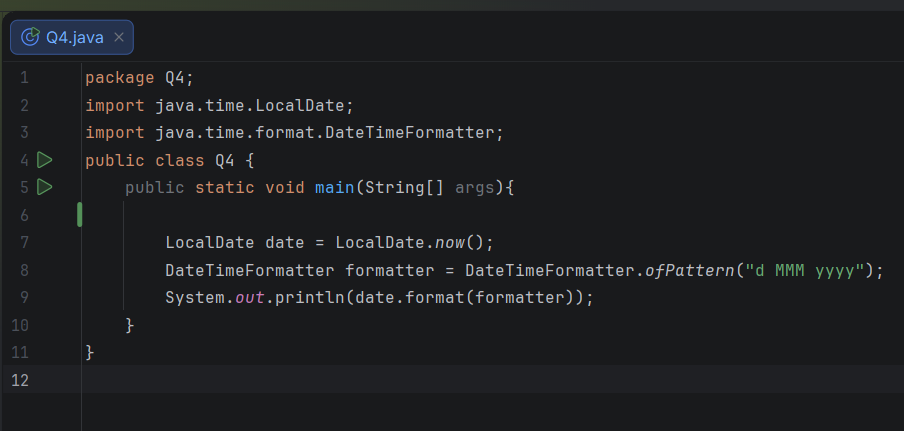 Q4.java
1 package Q4;
2 import java.time.LocalDate;
3 import java.time.format.DateTimeFormatter;
4 public class Q4 {
5     public static void main(String[] args){
6
7         LocalDate date = LocalDate.now();
8         DateTimeFormatter formatter = DateTimeFormatter.ofPattern("d MMM yyyy");
9         System.out.println(date.format(formatter));
10     }
11 }
12